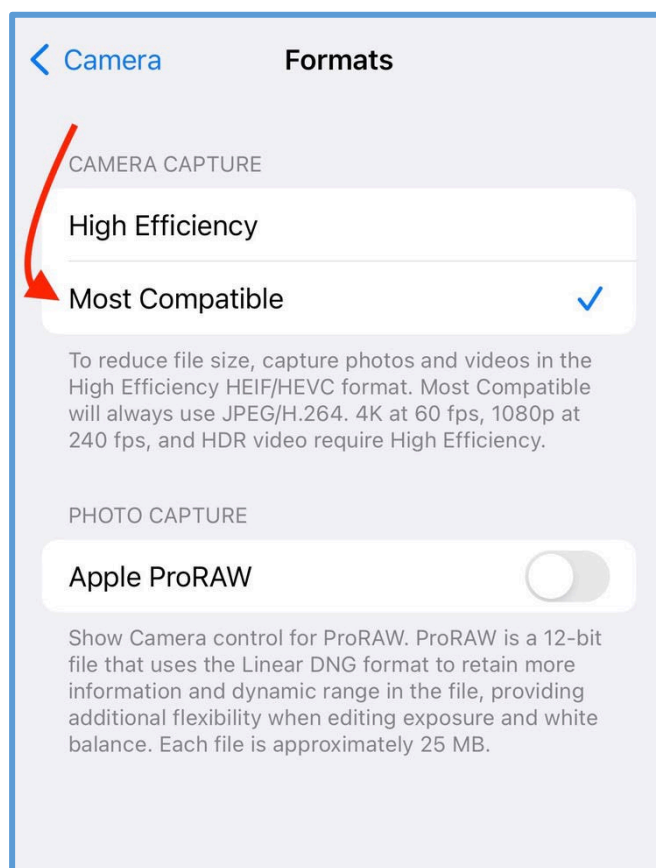 Camera Formats
CAMERA CAPTURE
High Efficiency
Most Compatible
To reduce file size, capture photos and videos in the
High Efficiency HEIF/HEVC format. Most Compatible
will always use JPEG/H.264. 4K at 60 fps, 1080p at
240 fps, and HDR video require High Efficiency.
PHOTO CAPTURE
Apple ProRAW
Show Camera control for ProRAW. ProRAW is a 12-bit
file that uses the Linear DNG format to retain more
information and dynamic range in the file, providing
additional flexibility when editing exposure and white
balance. Each file is approximately 25 MB.